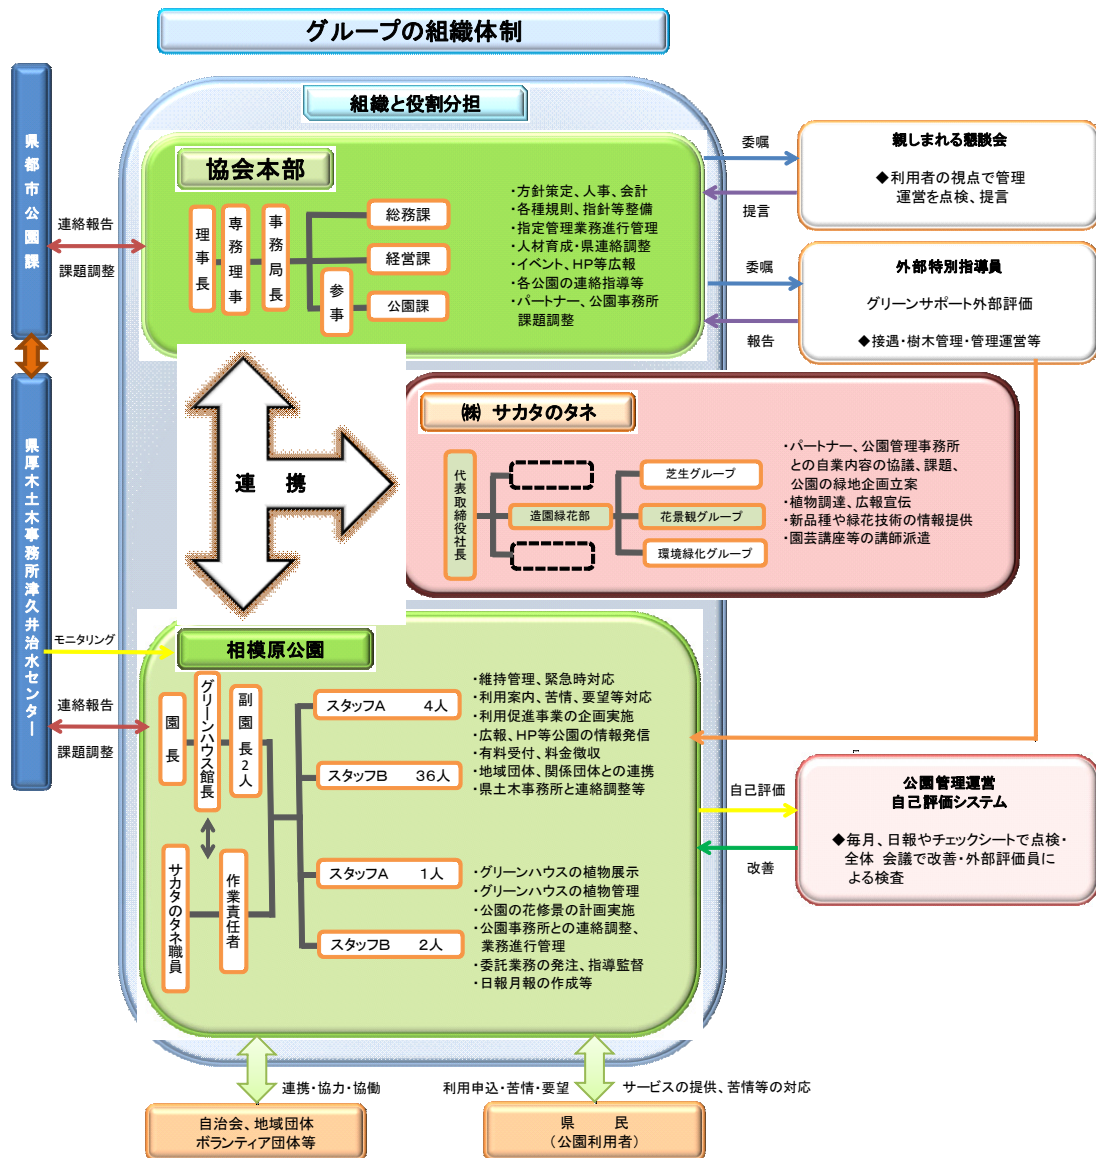 グループの組織体制
組織と役割分担
県都市公園課
連絡報告
課題調整
協会本部
理事長
専務理事
事務局長
参事
総務課
経営課
公園課
・方針策定、人事、会計
・各種規則、指針等整備
・指定管理業務進行管理
・人材育成・県連絡調整
・イベント、HP等広報
・各公園の連絡指導等
・パートナー、公園事務所
課題調整
委嘱
提言
親しまれる懇談会
◆利用者の視点で管理
運営を点検、提言
委嘱
報告
外部特別指導員
グリーンサポート外部評価
◆接遇・樹木管理・管理運営等
連　携
㈱ サカタのタネ
代表取締役社長
造園緑花部
芝生グループ
花景観グループ
環境緑化グループ
・パートナー、公園管理事務所
との自業内容の協議、課題、
公園の緑地企画立案
・植物調達、広報宣伝
・新品種や緑花技術の情報提供
・園芸講座等の講師派遣
県厚木土木事務所津久井治水センター
モニタリング
連絡報告
課題調整
相模原公園
園長
グリーンハウス館長
副園長2人
サカタのタネ職員
作業責任者
スタッフA　4人
スタッフB　36人
スタッフA　1人
スタッフB　2人
・維持管理、緊急時対応
・利用案内、苦情、要望等対応
・利用促進事業の企画実施
・広報、HP等公園の情報発信
・有料受付、料金徴収
・地域団体、関係団体との連携
・県土木事務所と連絡調整等
・グリーンハウスの植物展示
・グリーンハウスの植物管理
・公園の花修景の計画実施
・公園事務所との連絡調整、
業務進行管理
・委託業務の発注、指導監督
・日報月報の作成等
自己評価
改善
公園管理運営
自己評価システム
◆毎月、日報やチェックシートで点検・
全体 会議で改善・外部評価員に
よる検査
連携・協力・協働
利用申込・苦情・要望
サービスの提供、苦情等の対応
自治会、地域団体
ボランティア団体等
県　民
（公園利用者）